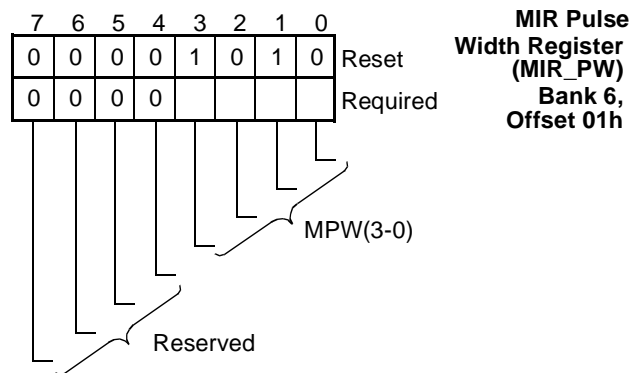 7 6 5 4 3 2 1 0
0 0 0 0 1 0 1 0 Reset
0 0 0 0 Required
MIR Pulse
Width Register
(MIR_PW)
Bank 6,
Offset 01h
MPW(3-0)
Reserved